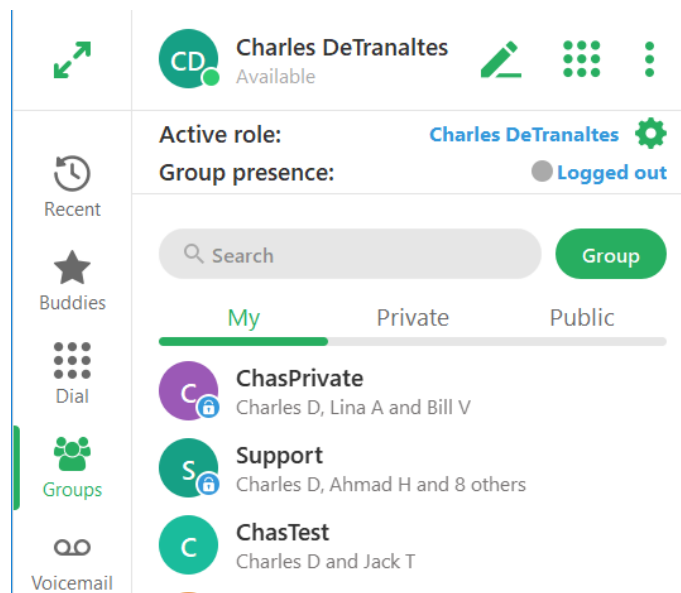 CD
Charles DeTranaltes
Available
Active role:
Charles DeTranaltes
Group presence:
Logged out
Recent
Buddies
Dial
Groups
Voicemail
Search
Group
My
Private
Public
C
ChasPrivate
Charles D, Lina A and Bill V
S
Support
Charles D, Ahmad H and 8 others
C
ChasTest
Charles D and Jack T